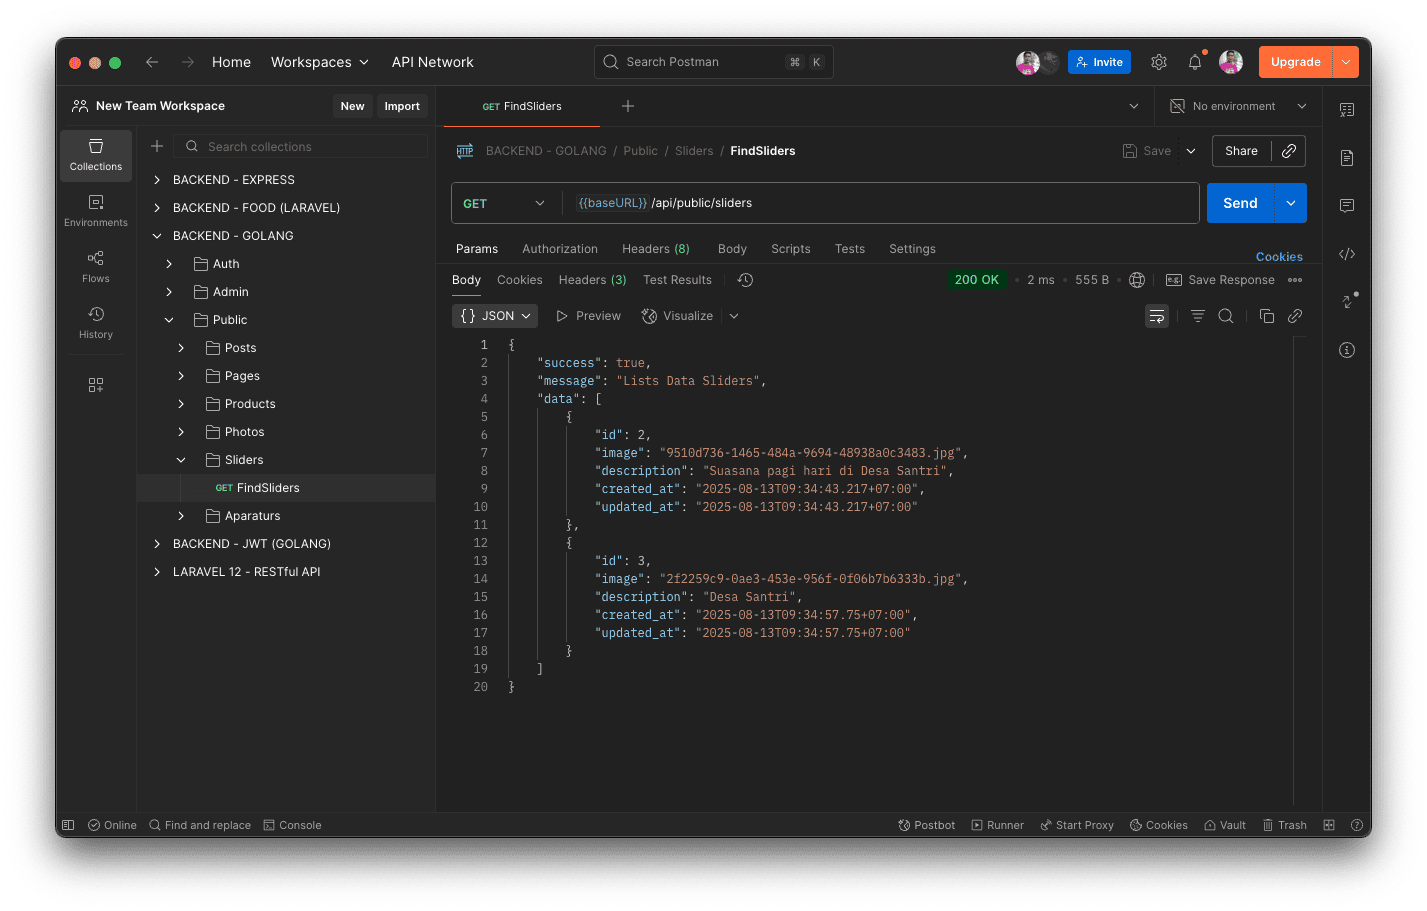 Home Workspaces API Network Search Postman ⌘ K Invite Upgrade
New Team Workspace New Import
GET FindSliders No environment
Collections
Environments
Flows
History
Search collections
BACKEND - EXPRESS
BACKEND - FOOD (LARAVEL)
BACKEND - GOLANG
Auth
Admin
Public
Posts
Pages
Products
Photos
Sliders
GET FindSliders
Aparaturs
BACKEND - JWT (GOLANG)
LARAVEL 12 - RESTful API
HTTP BACKEND - GOLANG / Public / Sliders / FindSliders Save Share
GET {{baseURL}} /api/public/sliders Send
Params Authorization Headers (8) Body Scripts Tests Settings Cookies
Body Cookies Headers (3) Test Results 200 OK • 2 ms • 555 B e.g. Save Response
{} JSON Preview Visualize
1 {
2 "success": true,
3 "message": "Lists Data Sliders",
4 "data": [
5 {
6 "id": 2,
7 "image": "9510d736-1465-484a-9694-48938a0c3483.jpg",
8 "description": "Suasana pagi hari di Desa Santri",
9 "created_at": "2025-08-13T09:34:43.217+07:00",
10 "updated_at": "2025-08-13T09:34:43.217+07:00"
11 },
12 {
13 "id": 3,
14 "image": "2f2259c9-0ae3-453e-956f-0f06b7b6333b.jpg",
15 "description": "Desa Santri",
16 "created_at": "2025-08-13T09:34:57.75+07:00",
17 "updated_at": "2025-08-13T09:34:57.75+07:00"
18 }
19 ]
20 }
Online Find and replace Console Postbot Runner Start Proxy Cookies Vault Trash